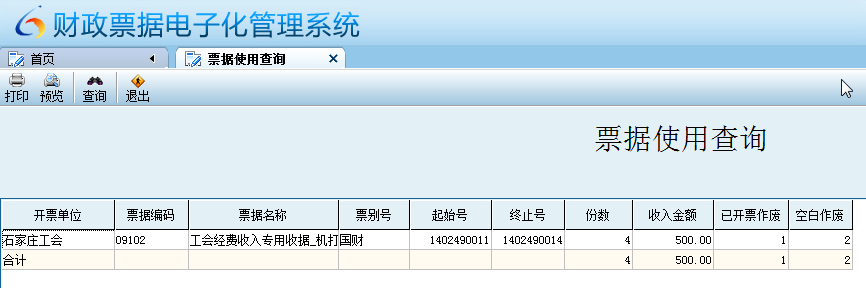 财政票据电子化管理系统
首页 票据使用查询
打印 预览 查询 退出
票据使用查询
开票单位 票据编码 票据名称 票别号 起始号 终止号 份数 收入金额 已开票作废 空白作废
石家庄工会 09102 工会经费收入专用收据_机打国财 1402490011 1402490014 4 500.00 1 2
合计 4 500.00 1 2